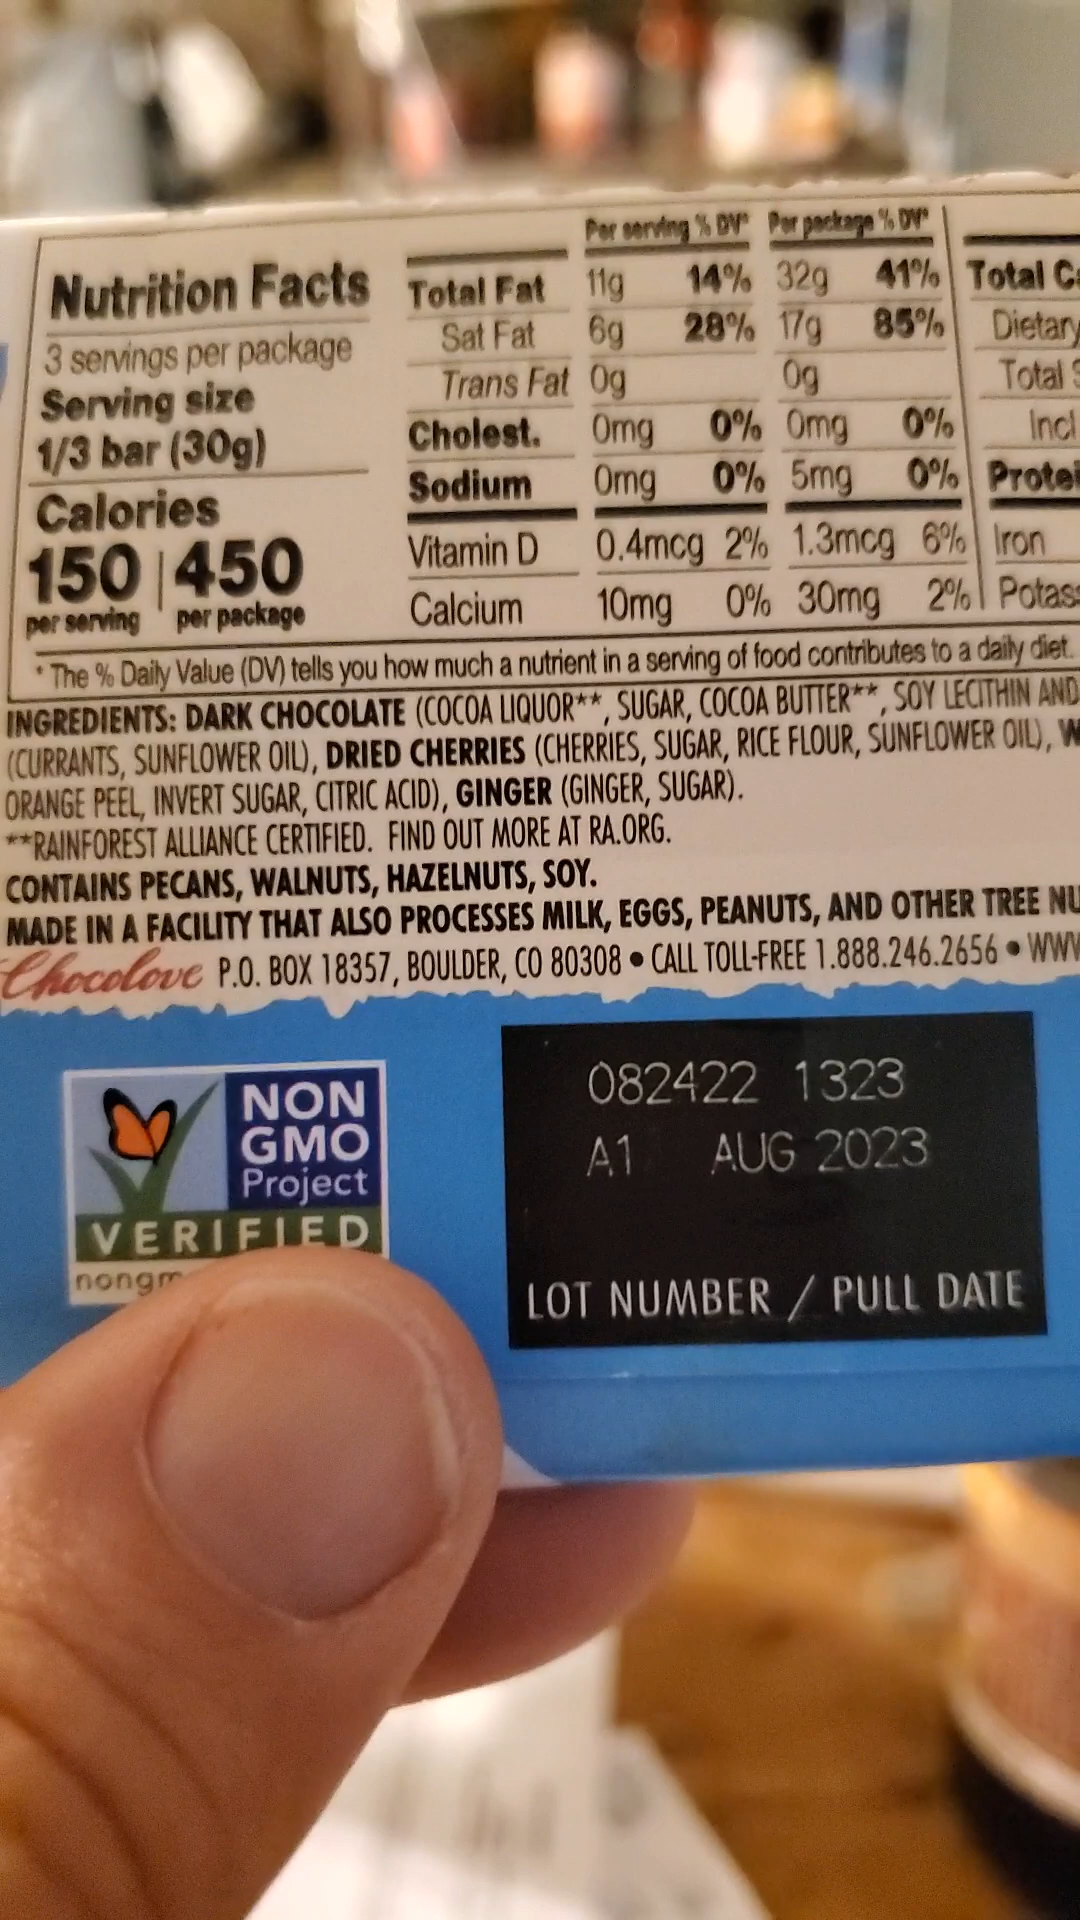 Per serving % DV* Per package % DV*
Nutrition Facts
3 servings per package
Serving size
1/3 bar (30g)
Calories
150 450
per serving per package
Total Fat 11g 14% 32g 41%
Sat Fat 6g 28% 17g 85%
Trans Fat 0g 0g
Cholest. 0mg 0% 0mg 0%
Sodium 0mg 0% 5mg 0%
Vitamin D 0.4mcg 2% 1.3mcg 6%
Calcium 10mg 0% 30mg 2%
Total Ca
Dietary
Total S
Incl
Protei
Iron
Potass
* The % Daily Value (DV) tells you how much a nutrient in a serving of food contributes to a daily diet.
INGREDIENTS: DARK CHOCOLATE (COCOA LIQUOR**, SUGAR, COCOA BUTTER**, SOY LECITHIN AND
(CURRANTS, SUNFLOWER OIL), DRIED CHERRIES (CHERRIES, SUGAR, RICE FLOUR, SUNFLOWER OIL), W
ORANGE PEEL, INVERT SUGAR, CITRIC ACID), GINGER (GINGER, SUGAR).
**RAINFOREST ALLIANCE CERTIFIED. FIND OUT MORE AT RA.ORG.
CONTAINS PECANS, WALNUTS, HAZELNUTS, SOY.
MADE IN A FACILITY THAT ALSO PROCESSES MILK, EGGS, PEANUTS, AND OTHER TREE NU
Chocolove P.O. BOX 18357, BOULDER, CO 80308 • CALL TOLL-FREE 1.888.246.2656 • WWW
NON
GMO
Project
VERIFIED
nongm
082422 1323
A1 AUG 2023
LOT NUMBER / PULL DATE